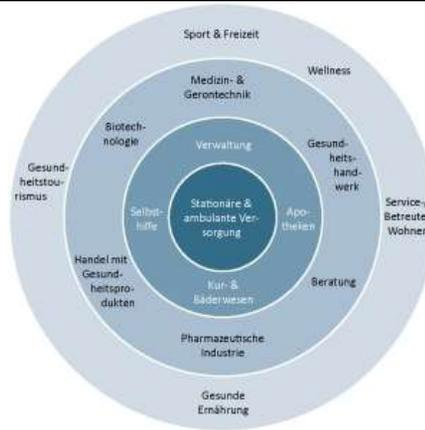 Sport & Freizeit
Wellness
Medizin- &
Gerontechnik
Biotech-
nologie
Verwaltung
Gesund-
heits-
hand-
werk
Gesund-
heitstou-
rismus
Selbst-
hilfe
Stationäre &
ambulante Ver-
sorgung
Apo-
theken
Service-/
Betreutes
Wohnen
Handel mit
Gesund-
heitspro-
dukten
Kur- &
Bäderwesen
Beratung
Pharmazeutische
Industrie
Gesunde
Ernährung